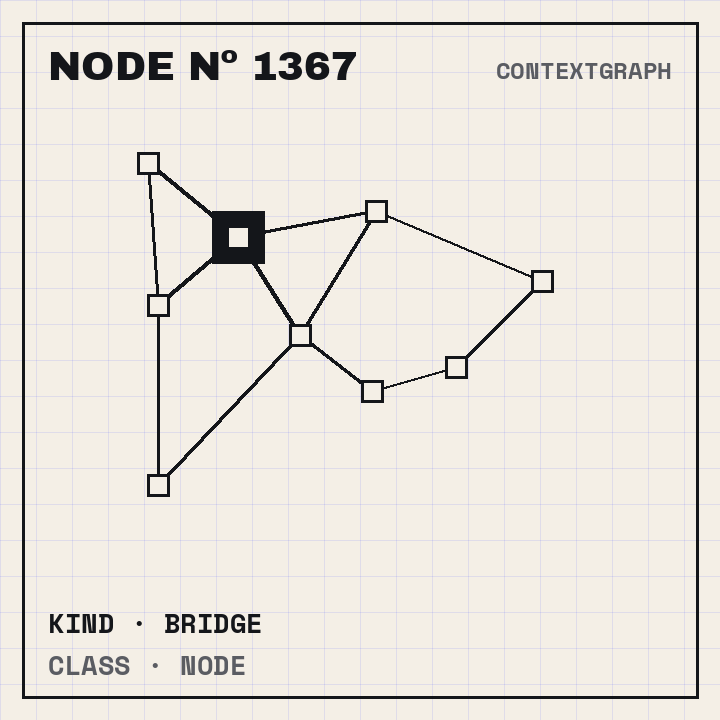 NODE Nº 1367
CONTEXTGRAPH
KIND · BRIDGE
CLASS · NODE